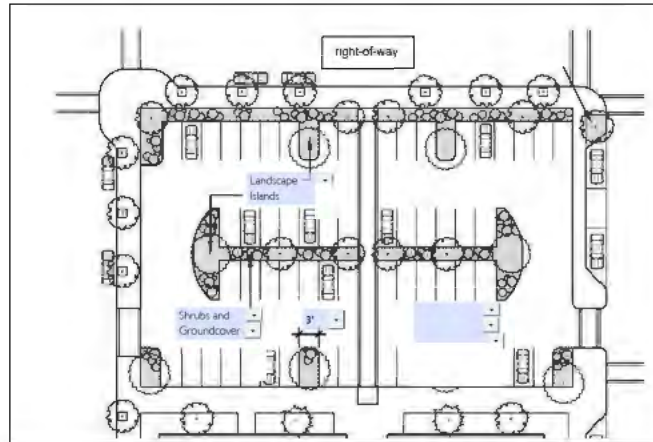 right-of-way
Landscape
Islands
Shrubs and
Groundcover
3'